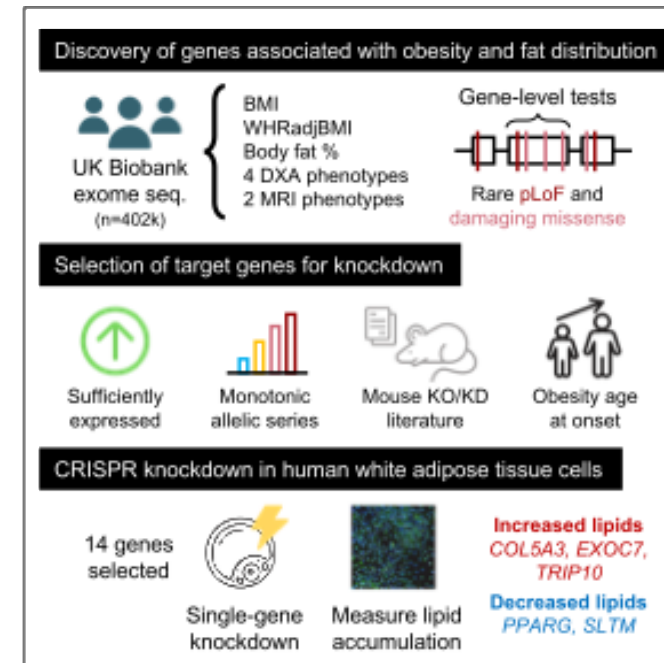 Discovery of genes associated with obesity and fat distribution
UK Biobank
exome seq.
(n=402k)
BMI
WHRadjBMI
Body fat %
4 DXA phenotypes
2 MRI phenotypes
Gene-level tests
Rare pLoF and
damaging missense
Selection of target genes for knockdown
Sufficiently
expressed
Monotonic
allelic series
Mouse KO/KD
literature
Obesity age
at onset
CRISPR knockdown in human white adipose tissue cells
14 genes
selected
Single-gene
knockdown
Measure lipid
accumulation
Increased lipids
COL5A3, EXOC7,
TRIP10
Decreased lipids
PPARG, SLTM